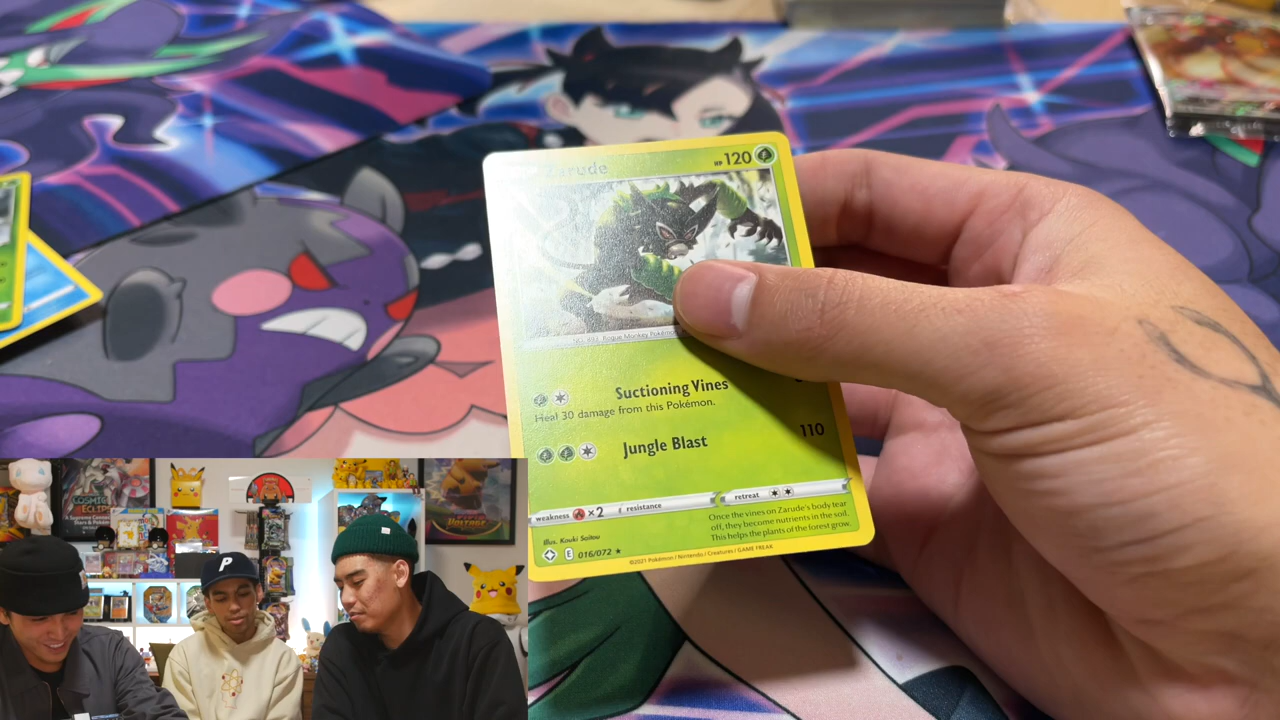 Zarude
HP 120
NO. 893 Rogue Monkey Pokémon
Suctioning Vines
Heal 30 damage from this Pokémon.
Jungle Blast 110
weakness ×2 resistance retreat
Once the vines on Zarude's body tear
off, they become nutrients in the soil.
This helps the plants of the forest grow.
Illus. Kouki Saitou
E 016/072 ★
©2021 Pokémon / Nintendo / Creatures / GAME FREAK
COSMIC
ECLIPSE
P
VOLTAGE